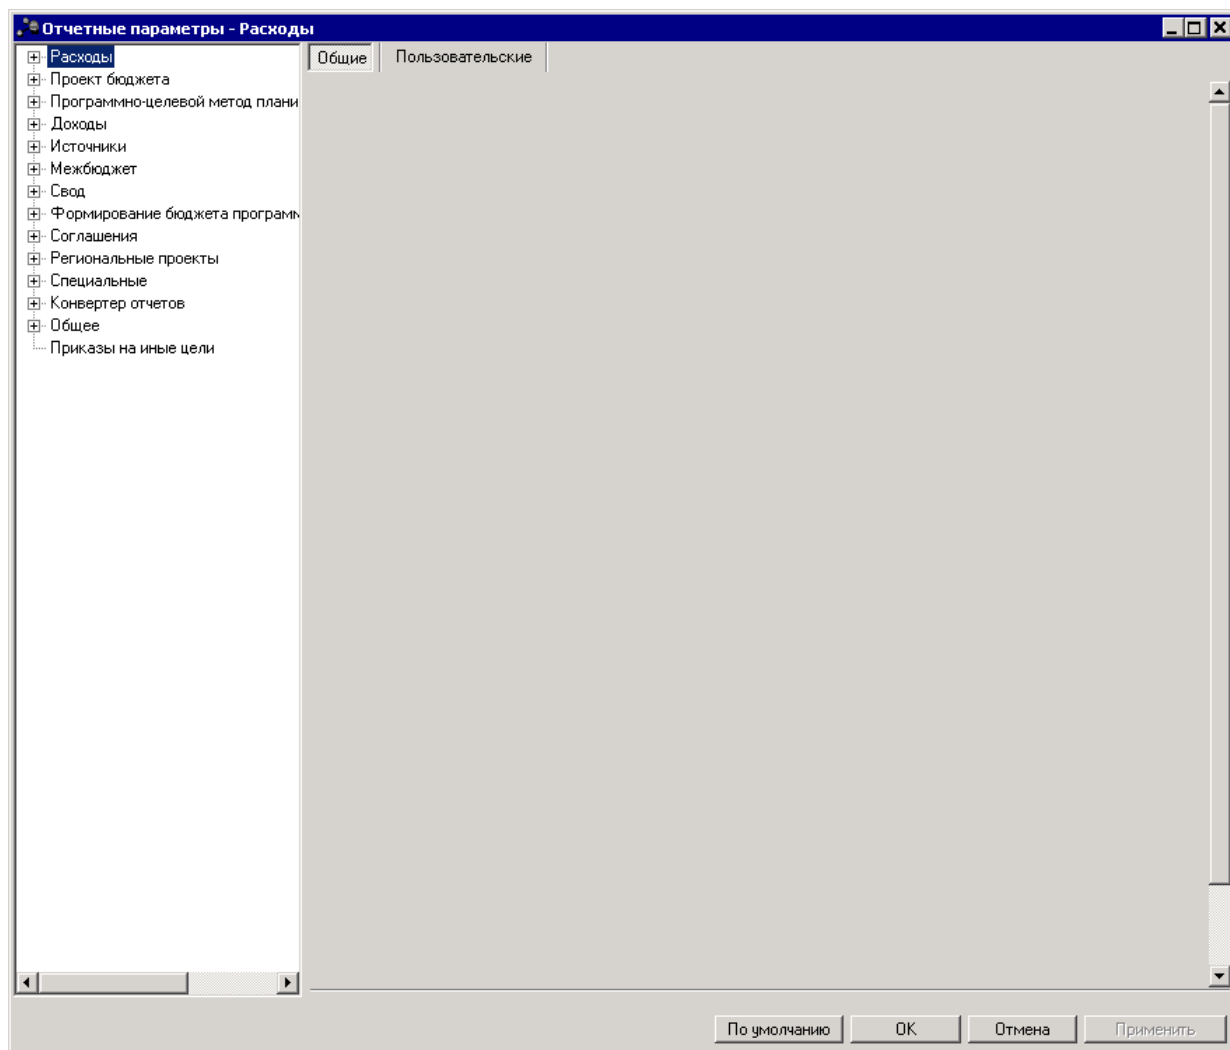 Отчетные параметры - Расходы
Расходы
Проект бюджета
Программно-целевой метод плани
Доходы
Источники
Межбюджет
Свод
Формирование бюджета програм
Соглашения
Региональные проекты
Специальные
Конвертер отчетов
Общее
Приказы на иные цели
Общие
Пользовательские
По умолчанию
OK
Отмена
Применить